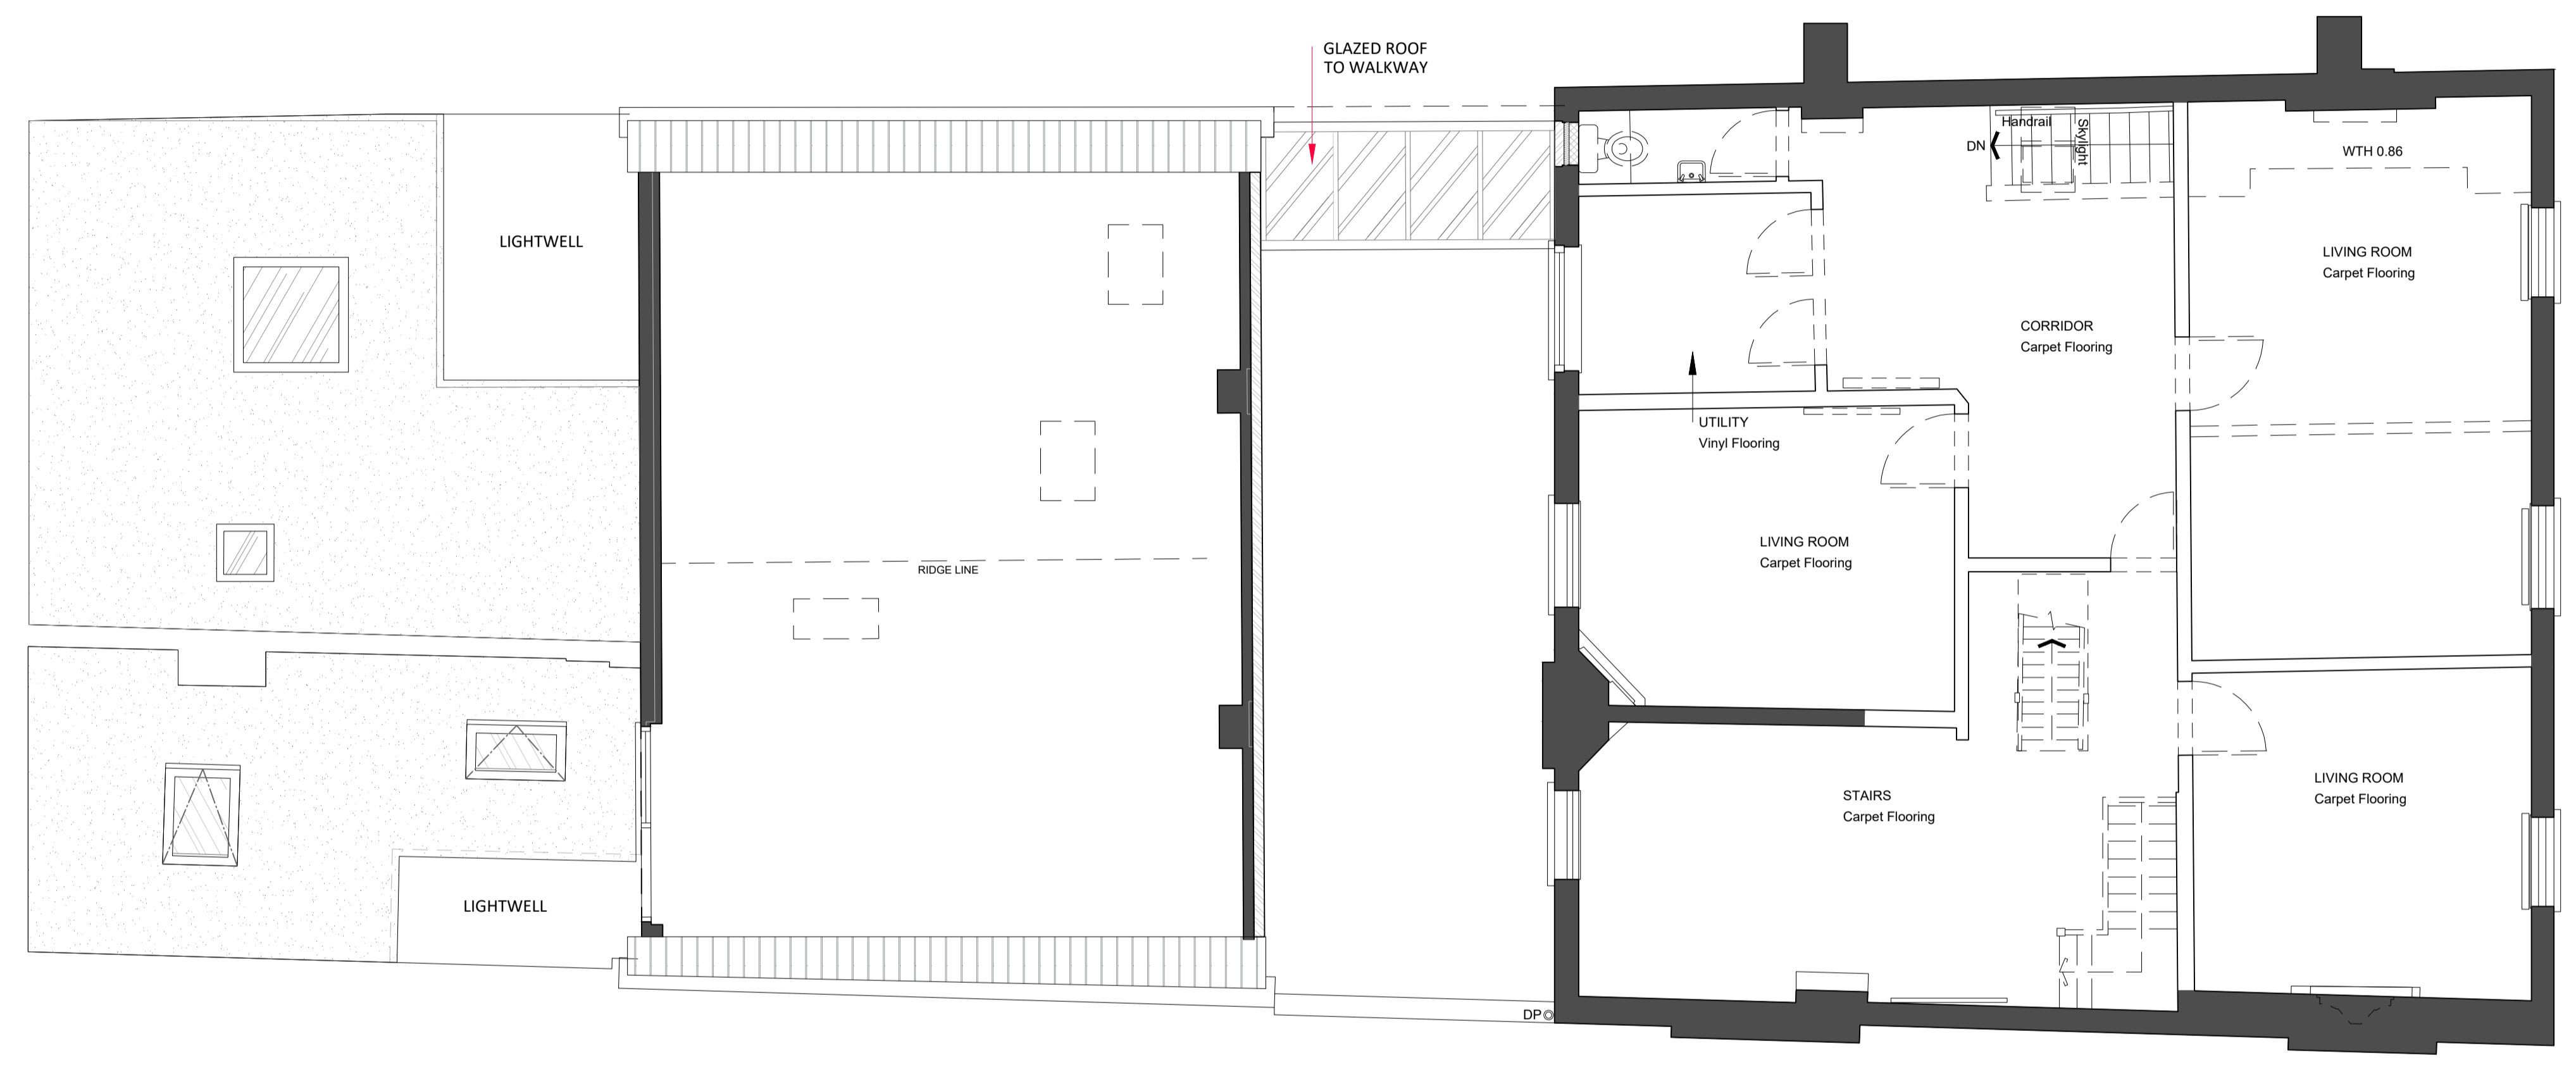 GLAZED ROOF
TO WALKWAY
LIGHTWELL
Handrail
Skylight
DN
WTH 0.86
LIVING ROOM
Carpet Flooring
CORRIDOR
Carpet Flooring
UTILITY
Vinyl Flooring
LIVING ROOM
Carpet Flooring
RIDGE LINE
LIVING ROOM
Carpet Flooring
STAIRS
Carpet Flooring
LIGHTWELL
DP